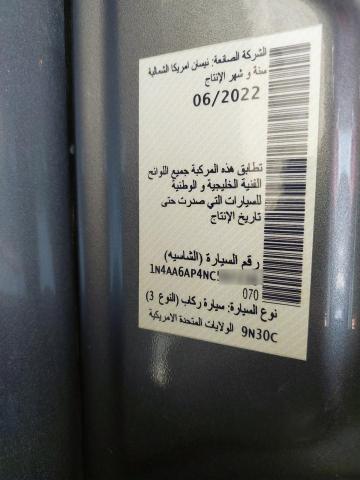 الشركة الصانعة: نيسان امريكا الشمالية
سنة و شهر الإنتاج
06/2022
تطابق هذه المركبة جميع اللوائح
الفنية الخليجية و الوطنية
للسيارات التي صدرت حتى
تاريخ الإنتاج
رقم السيارة (الشاسيه)
1N4AA6AP4NC
070
نوع السيارة: سيارة ركاب (النوع 3)
9N30C الولايات المتحدة الامريكية